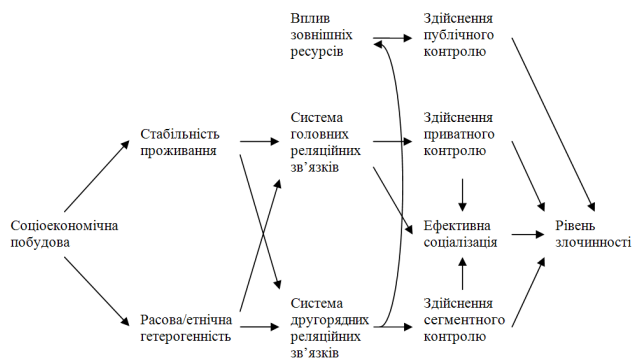 Вплив
зовнішніх
ресурсів
Здійснення
публічного
контролю
Стабільність
проживання
Система
головних
реляційних
зв’язків
Здійснення
приватного
контролю
Соціоекономічна
побудова
Ефективна
соціалізація
Рівень
злочинності
Расова/етнічна
гетерогенність
Система
другорядних
реляційних
зв’язків
Здійснення
сегментного
контролю